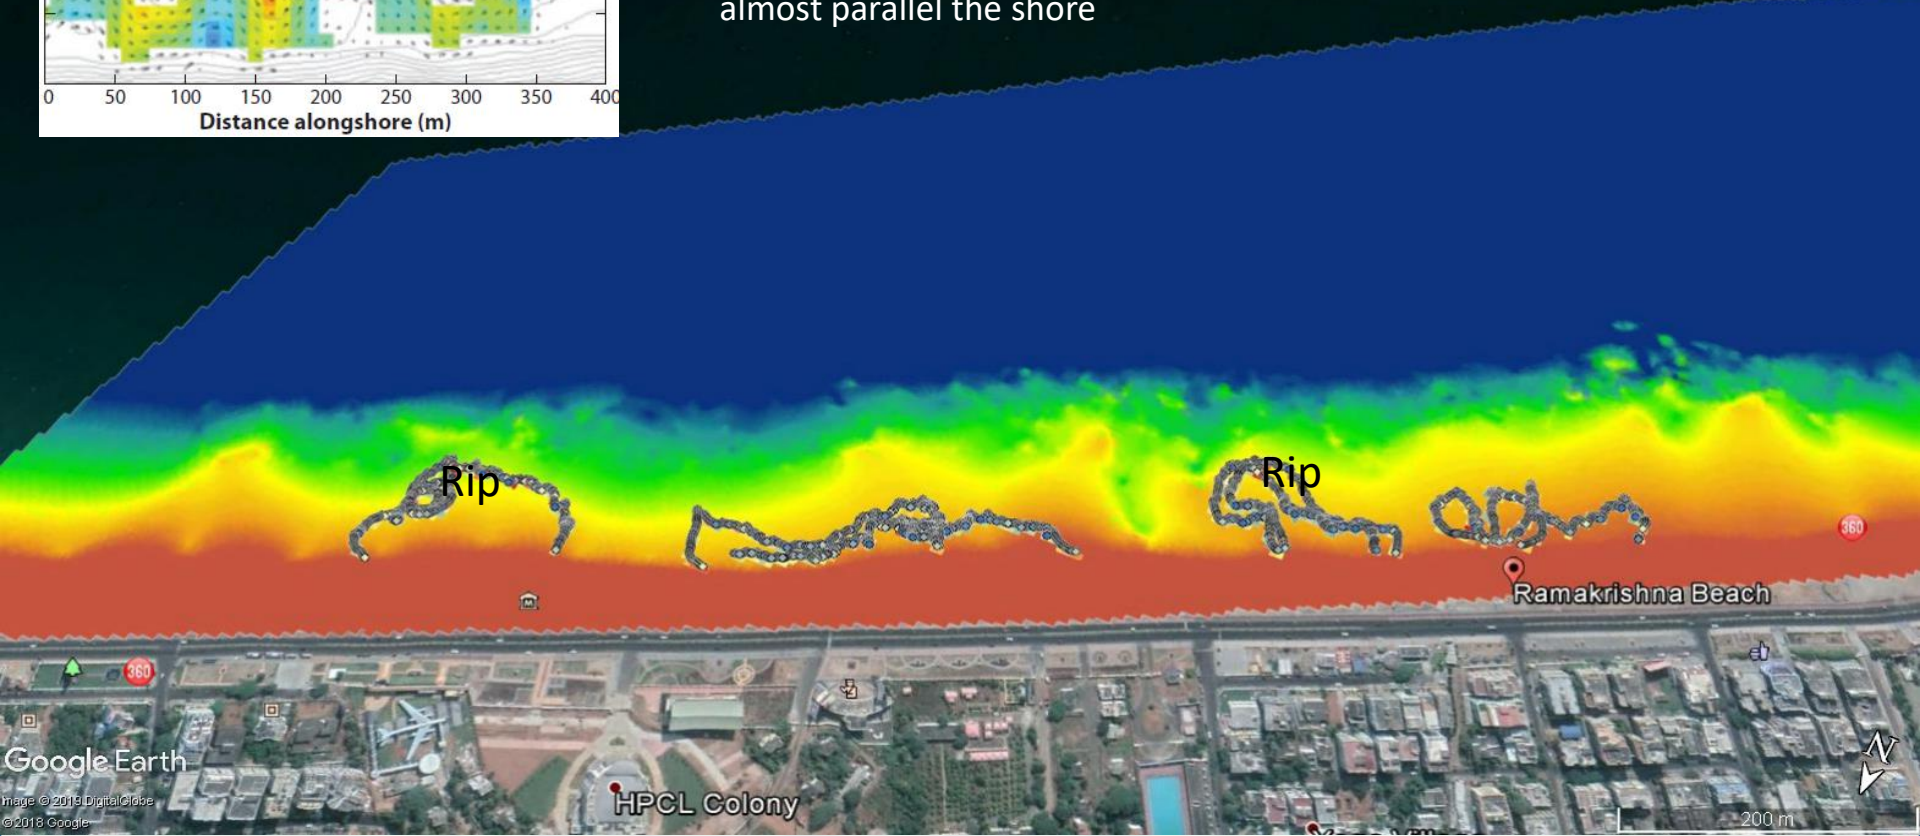 almost parallel the shore
0 50 100 150 200 250 300 350 400
Distance alongshore (m)
Rip
Rip
360
Ramakrishna Beach
360
N
Google Earth
HPCL Colony
Image © 2019 DigitalGlobe
© 2018 Google
200 m